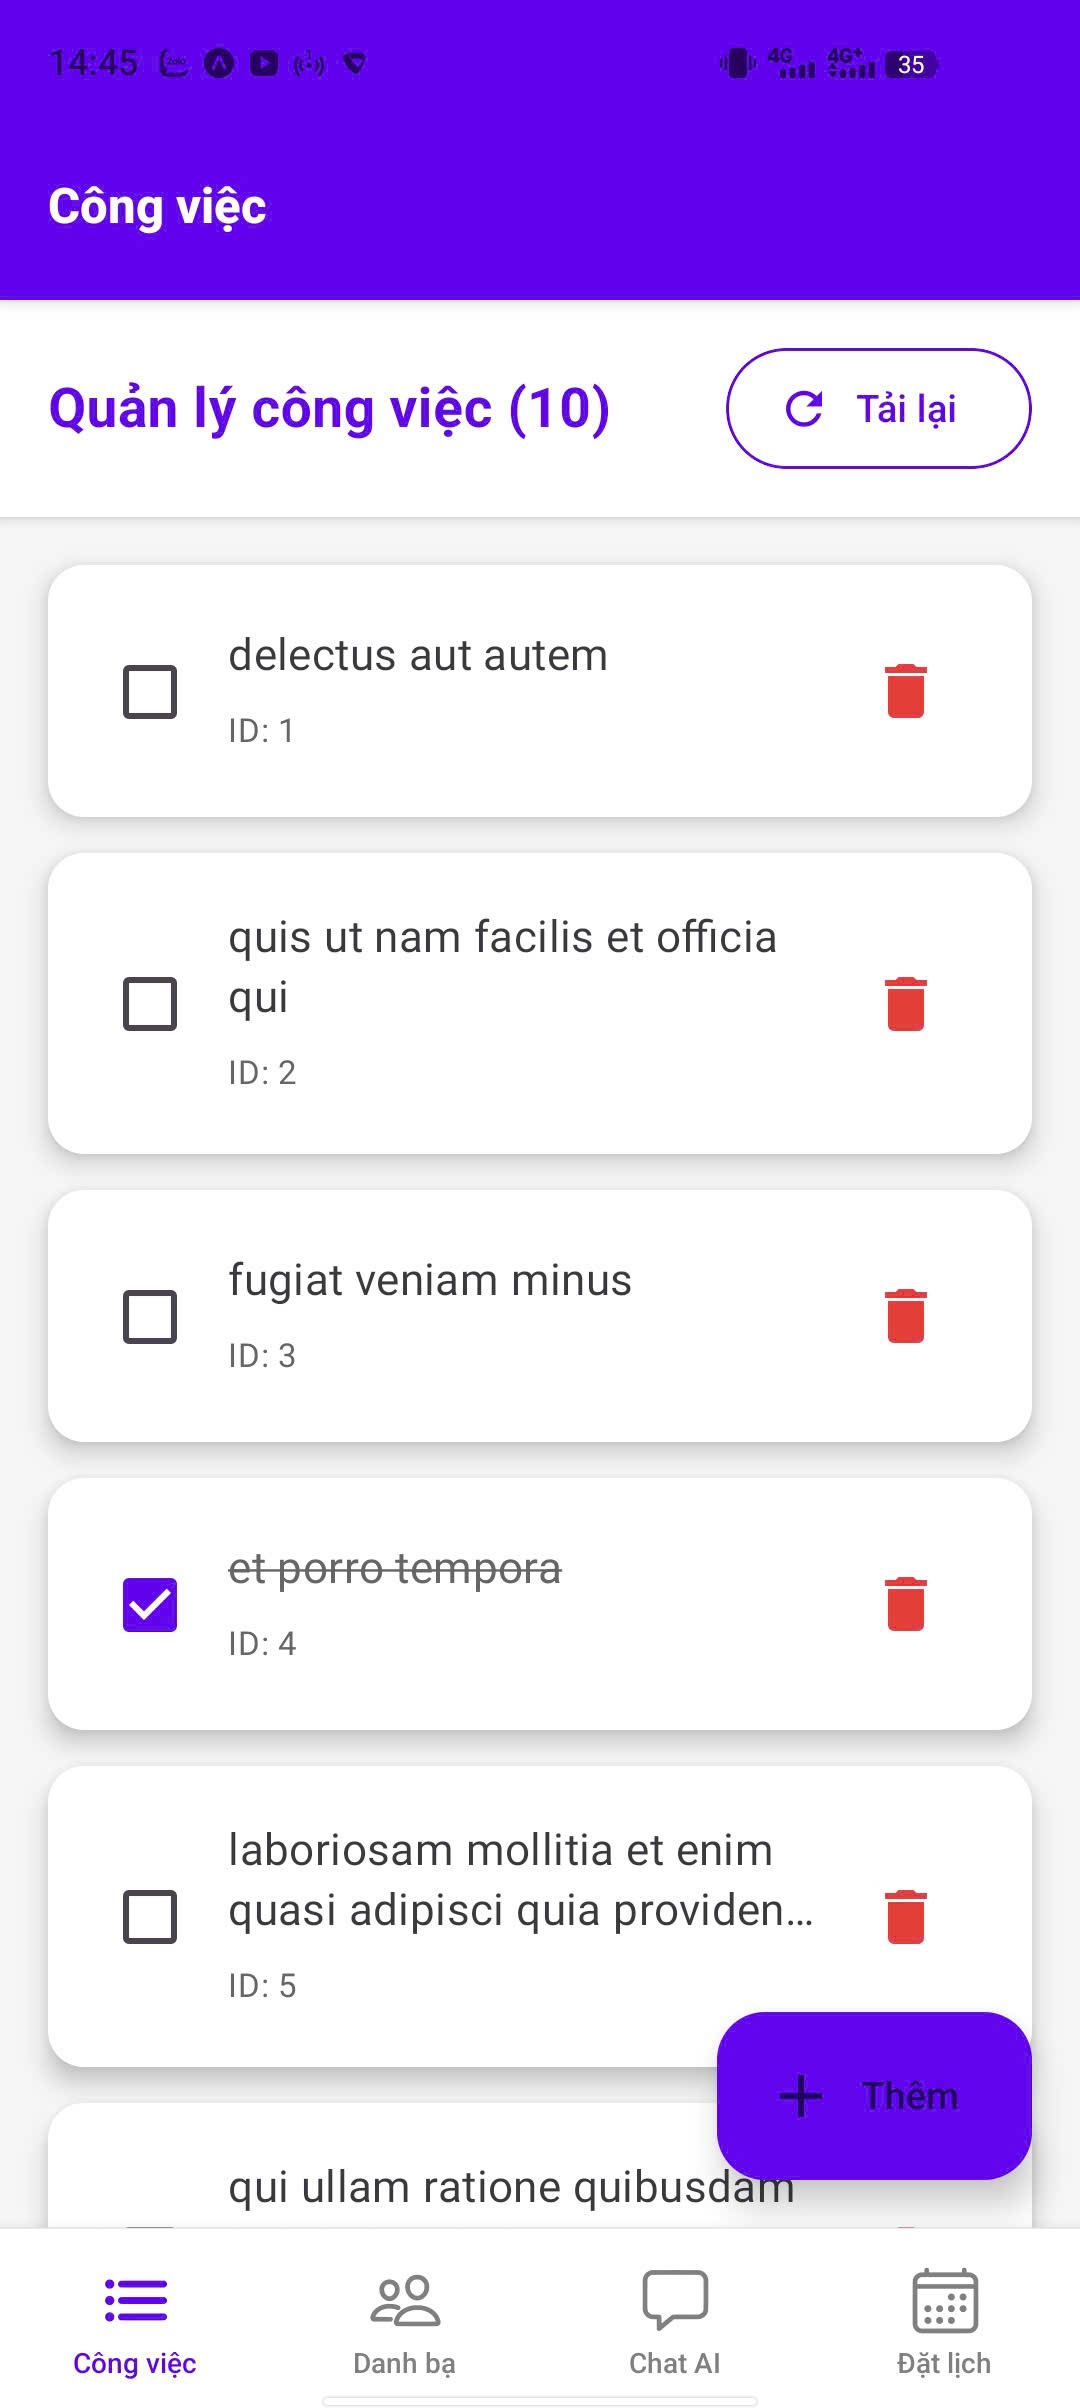 14:45
4G 4G+ 35
Công việc
Quản lý công việc (10)
Tải lại
delectus aut autem
ID: 1
quis ut nam facilis et officia
qui
ID: 2
fugiat veniam minus
ID: 3
et porro tempora
ID: 4
laboriosam mollitia et enim
quasi adipisci quia providen...
ID: 5
Thêm
qui ullam ratione quibusdam
Công việc
Danh bạ
Chat AI
Đặt lịch